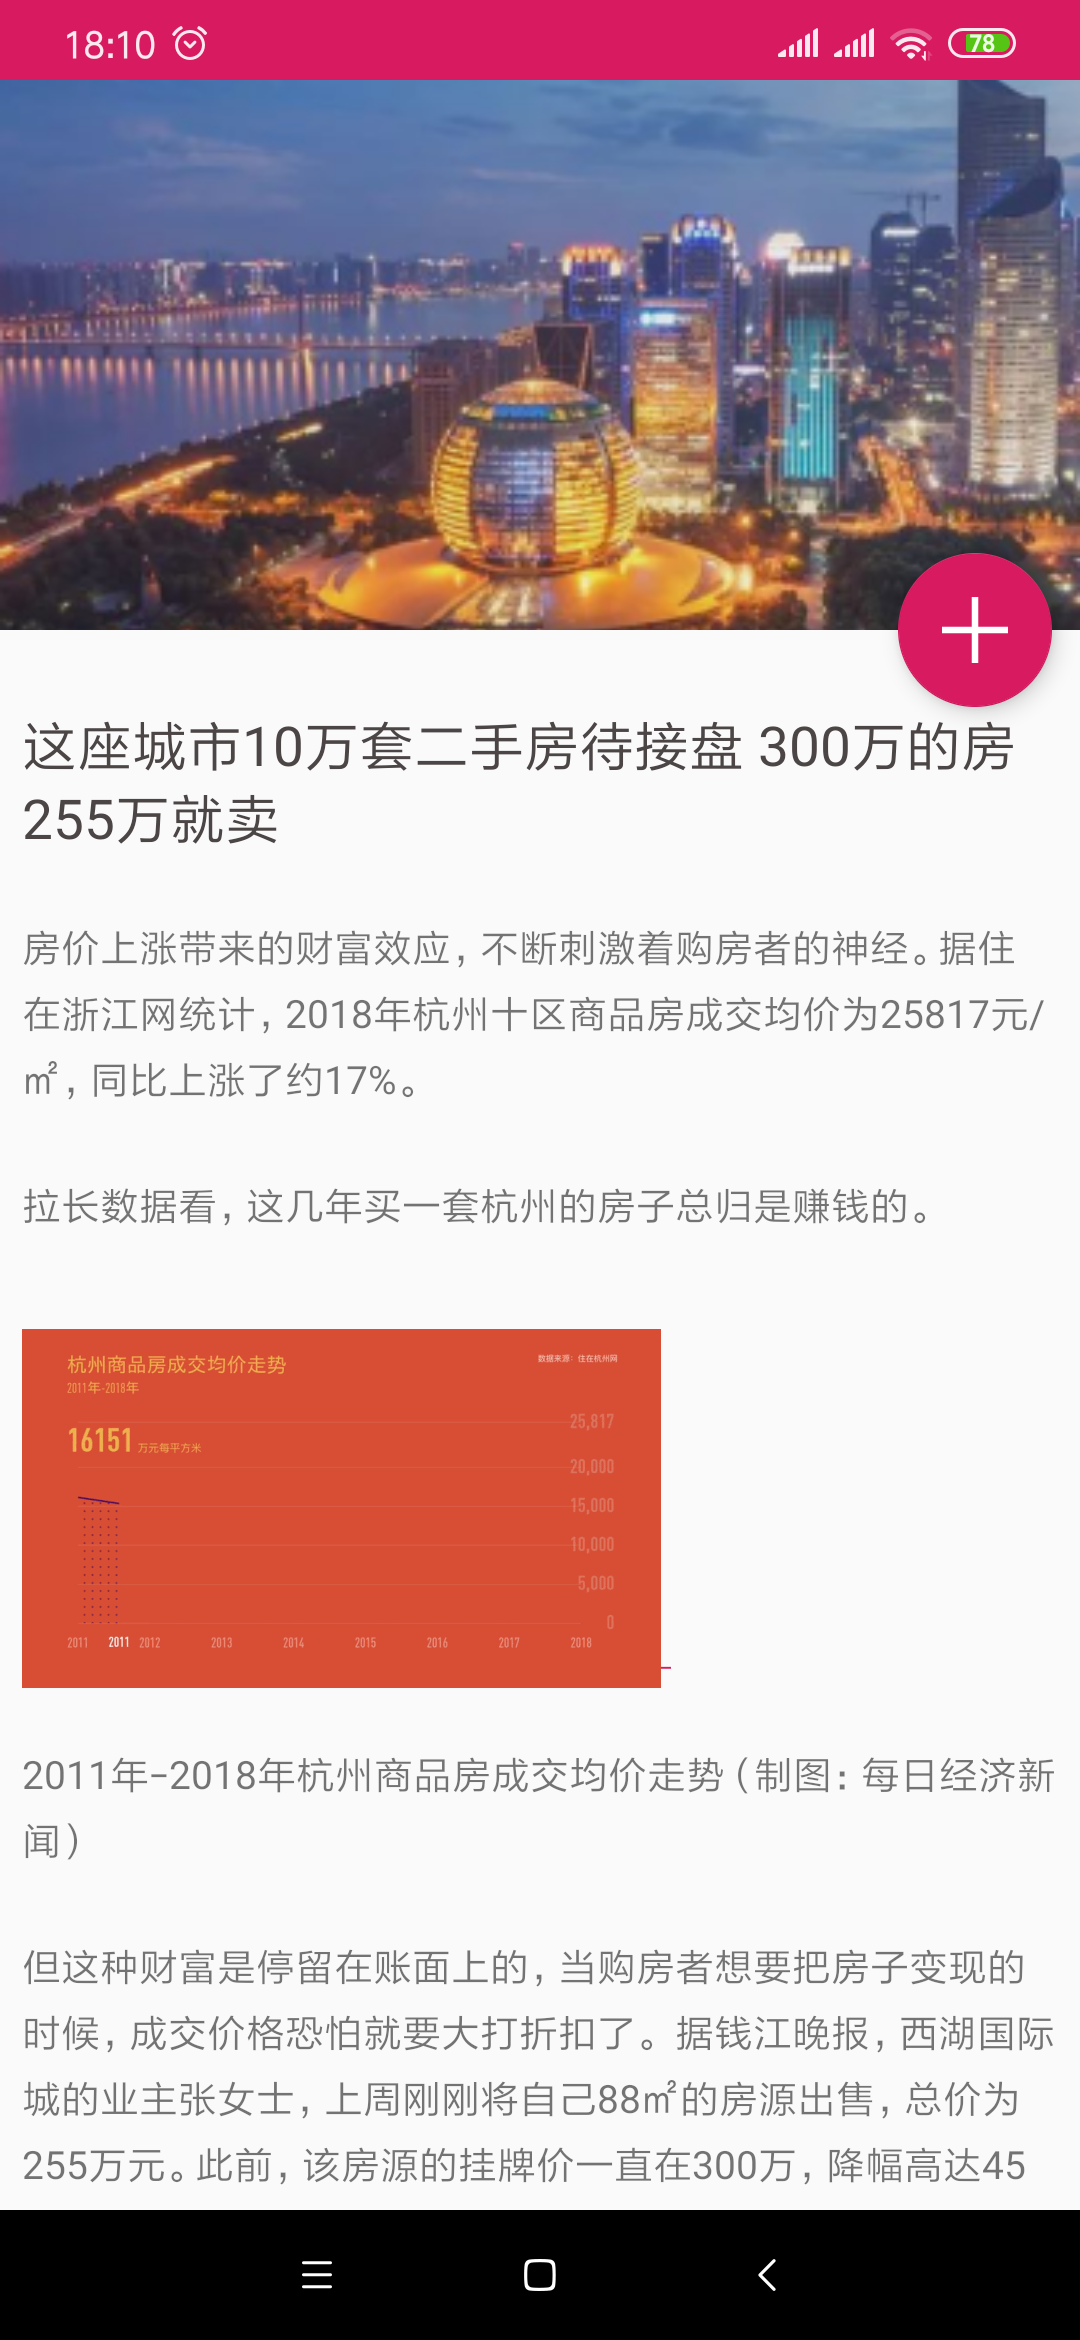 18:10
78
这座城市10万套二手房待接盘 300万的房
255万就卖
房价上涨带来的财富效应，不断刺激着购房者的神经。据住
在浙江网统计，2018年杭州十区商品房成交均价为25817元/
㎡，同比上涨了约17%。
拉长数据看，这几年买一套杭州的房子总归是赚钱的。
杭州商品房成交均价走势
数据来源：住在杭州网
2011年-2018年
16151 万元每平方米
25,817
20,000
15,000
10,000
5,000
0
2011 2011 2012 2013 2014 2015 2016 2017 2018
2011年-2018年杭州商品房成交均价走势（制图：每日经济新
闻）
但这种财富是停留在账面上的，当购房者想要把房子变现的
时候，成交价格恐怕就要大打折扣了。据钱江晚报，西湖国际
城的业主张女士，上周刚刚将自己88㎡的房源出售，总价为
255万元。此前，该房源的挂牌价一直在300万，降幅高达45